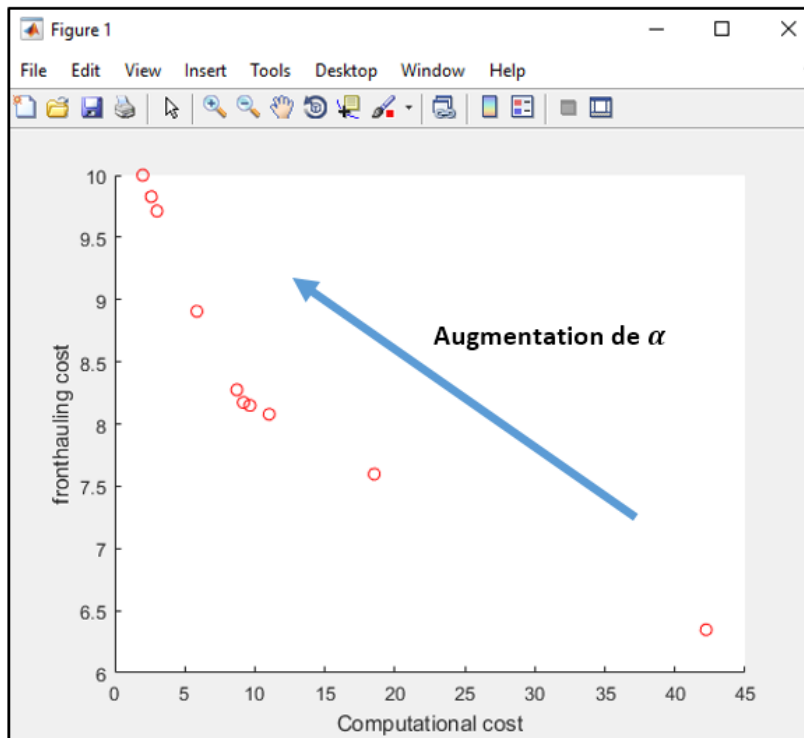 Figure 1
File Edit View Insert Tools Desktop Window Help
10
9.5
9
8.5
8
7.5
7
6.5
6
fronthauling cost
Augmentation de α
0 5 10 15 20 25 30 35 40 45
Computational cost